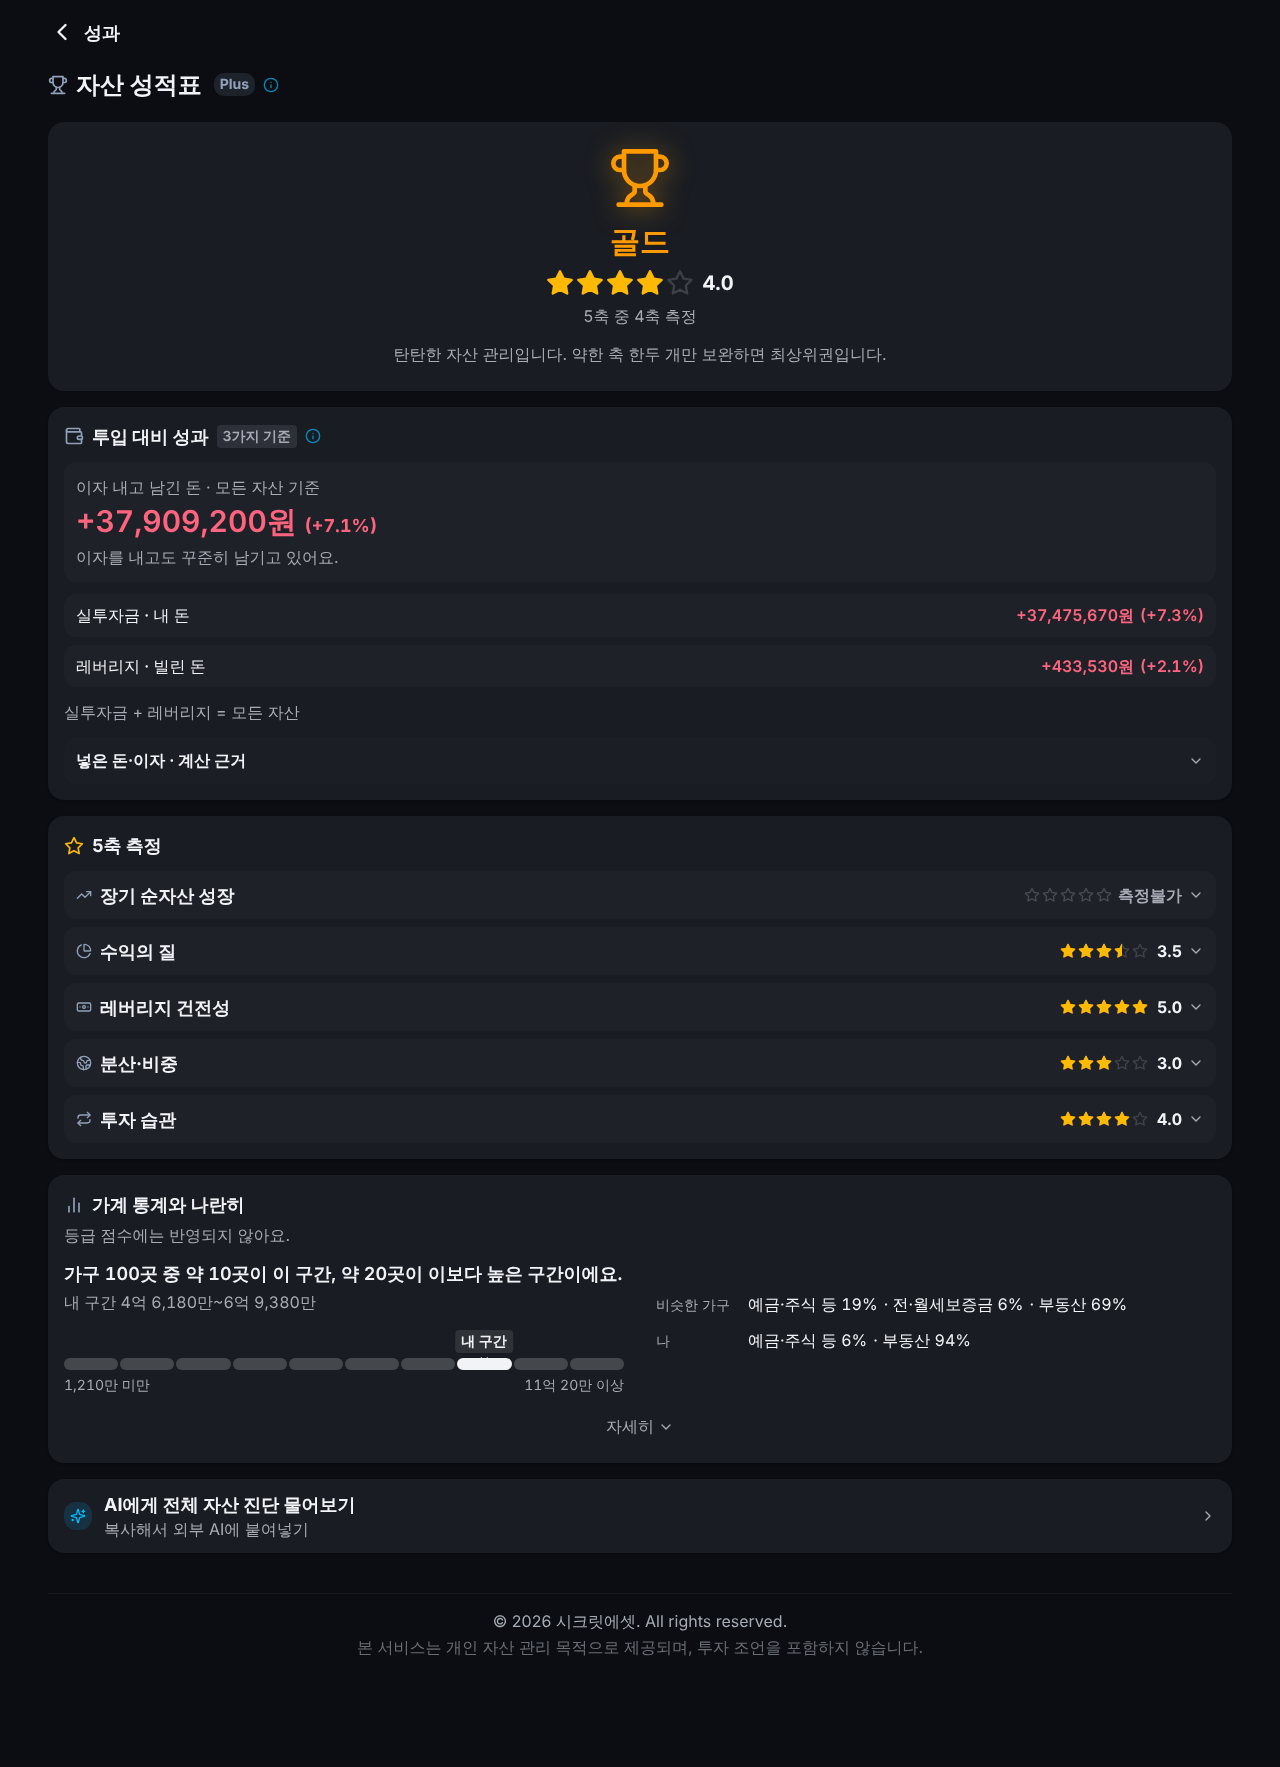 성과
자산 성적표 Plus
골드
4.0
5축 중 4축 측정
탄탄한 자산 관리입니다. 약한 축 한두 개만 보완하면 최상위권입니다.
투입 대비 성과 3가지 기준
이자 내고 남긴 돈 · 모든 자산 기준
+37,909,200원 (+7.1%)
이자를 내고도 꾸준히 남기고 있어요.
실투자금 · 내 돈 +37,475,670원 (+7.3%)
레버리지 · 빌린 돈 +433,530원 (+2.1%)
실투자금 + 레버리지 = 모든 자산
넣은 돈·이자 · 계산 근거
5축 측정
장기 순자산 성장 측정불가
수익의 질 3.5
레버리지 건전성 5.0
분산·비중 3.0
투자 습관 4.0
가계 통계와 나란히
등급 점수에는 반영되지 않아요.
가구 100곳 중 약 10곳이 이 구간, 약 20곳이 이보다 높은 구간이에요.
내 구간 4억 6,180만~6억 9,380만
내 구간
1,210만 미만 11억 20만 이상
비슷한 가구 예금·주식 등 19% · 전·월세보증금 6% · 부동산 69%
나 예금·주식 등 6% · 부동산 94%
자세히
AI에게 전체 자산 진단 물어보기
복사해서 외부 AI에 붙여넣기
© 2026 시크릿에셋. All rights reserved.
본 서비스는 개인 자산 관리 목적으로 제공되며, 투자 조언을 포함하지 않습니다.